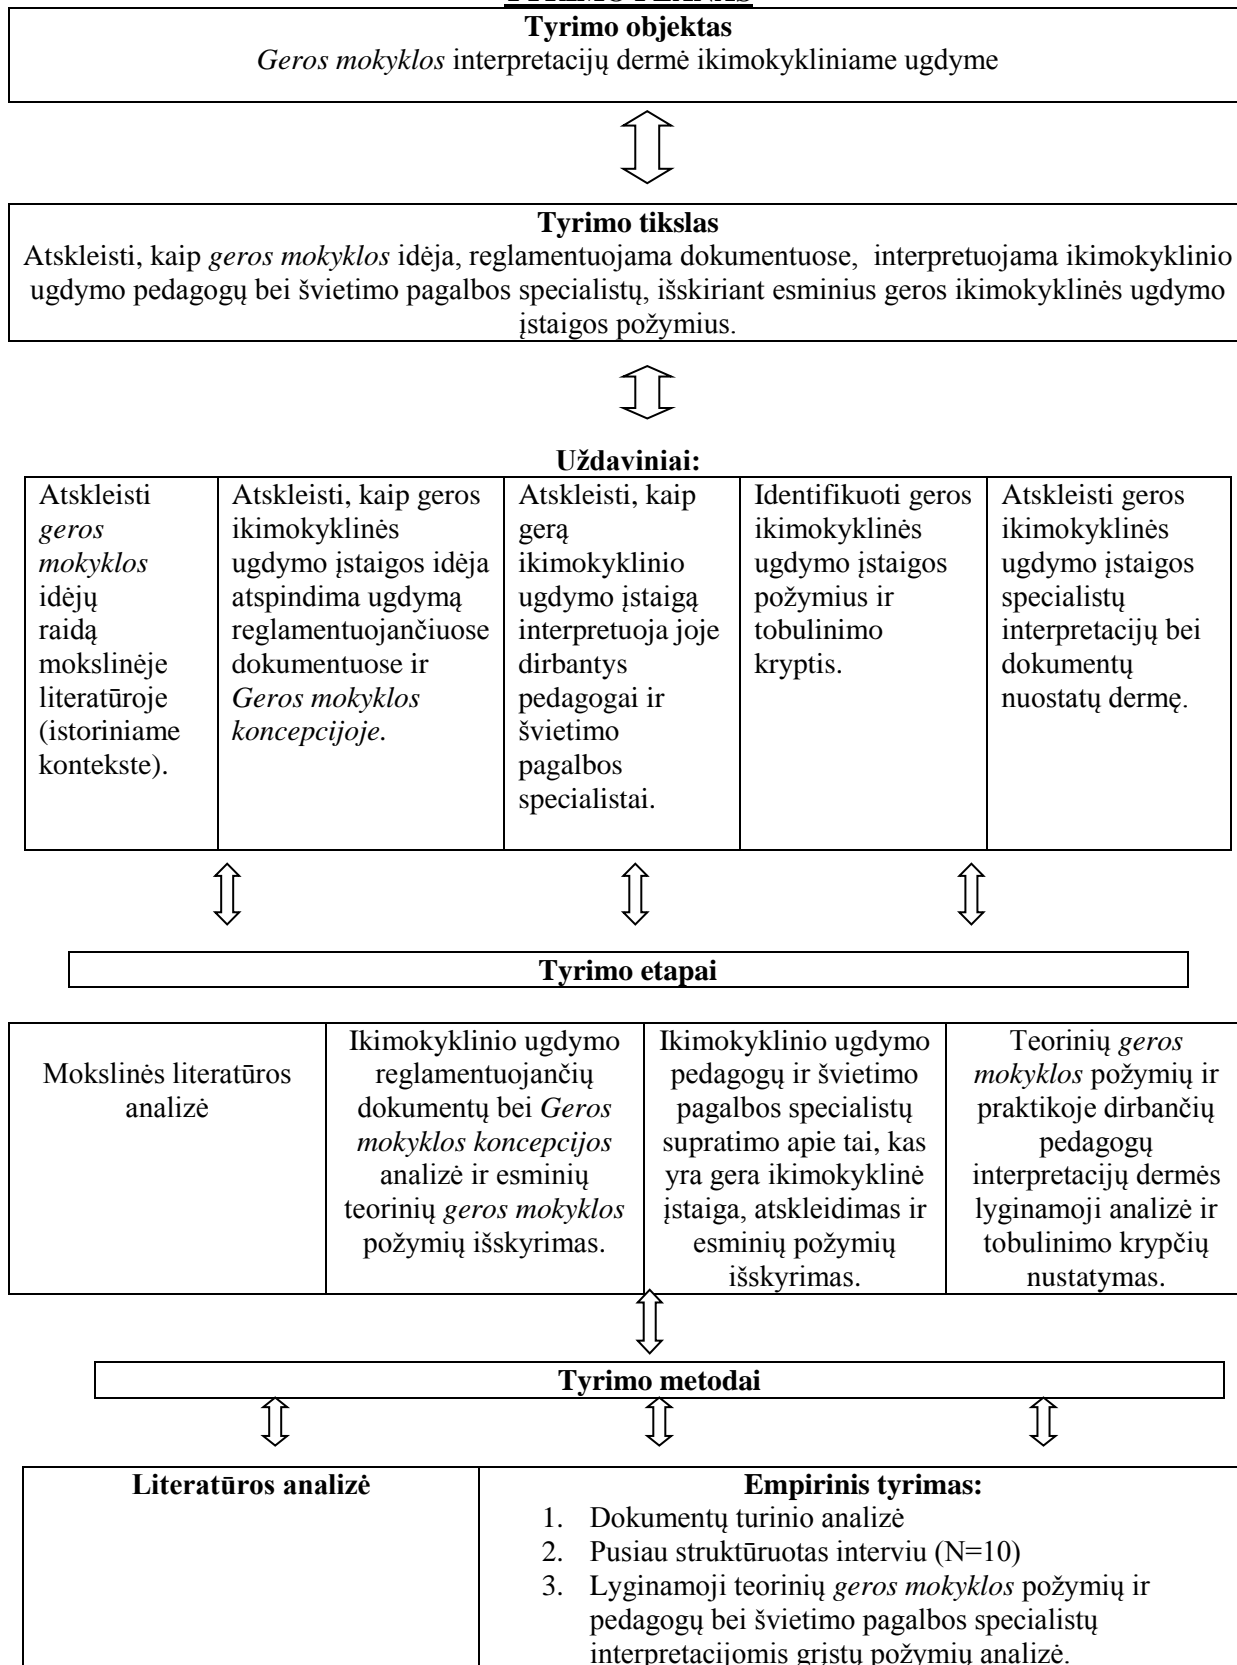 Tyrimo objektas
Geros mokyklos interpretacijų dermė ikimokykliniame ugdyme
Tyrimo tikslas
Atskleisti, kaip geros mokyklos idėja, reglamentuojama dokumentuose, interpretuojama ikimokyklinio
ugdymo pedagogų bei švietimo pagalbos specialistų, išskiriant esminius geros ikimokyklinės ugdymo
įstaigos požymius.
Uždaviniai:
Atskleisti
geros
mokyklos
idėjų
raidą
mokslinėje
literatūroje
(istoriniame
kontekste).
Atskleisti, kaip geros
ikimokyklinės
ugdymo įstaigos idėja
atspindima ugdymą
reglamentuojančiuose
dokumentuose ir
Geros mokyklos
koncepcijoje.
Atskleisti, kaip
gerą
ikimokyklinio
ugdymo įstaigą
interpretuoja joje
dirbantys
pedagogai ir
švietimo
pagalbos
specialistai.
Identifikuoti geros
ikimokyklinės
ugdymo įstaigos
požymius ir
tobulinimo
kryptis.
Atskleisti geros
ikimokyklinės
ugdymo įstaigos
specialistų
interpretacijų bei
dokumentų
nuostatų dermę.
Tyrimo etapai
Mokslinės literatūros
analizė
Ikimokyklinio ugdymo
reglamentuojančių
dokumentų bei Geros
mokyklos koncepcijos
analizė ir esminių
teorinių geros mokyklos
požymių išskyrimas.
Ikimokyklinio ugdymo
pedagogų ir švietimo
pagalbos specialistų
supratimo apie tai, kas
yra gera ikimokyklinė
įstaiga, atskleidimas ir
esminių požymių
išskyrimas.
Teorinių geros
mokyklos požymių ir
praktikoje dirbančių
pedagogų
interpretacijų dermės
lyginamoji analizė ir
tobulinimo krypčių
nustatymas.
Tyrimo metodai
Literatūros analizė
Empirinis tyrimas:
1. Dokumentų turinio analizė
2. Pusiau struktūruotas interviu (N=10)
3. Lyginamoji teorinių geros mokyklos požymių ir
pedagogų bei švietimo pagalbos specialistų
interpretacijomis grįstų požymių analizė.